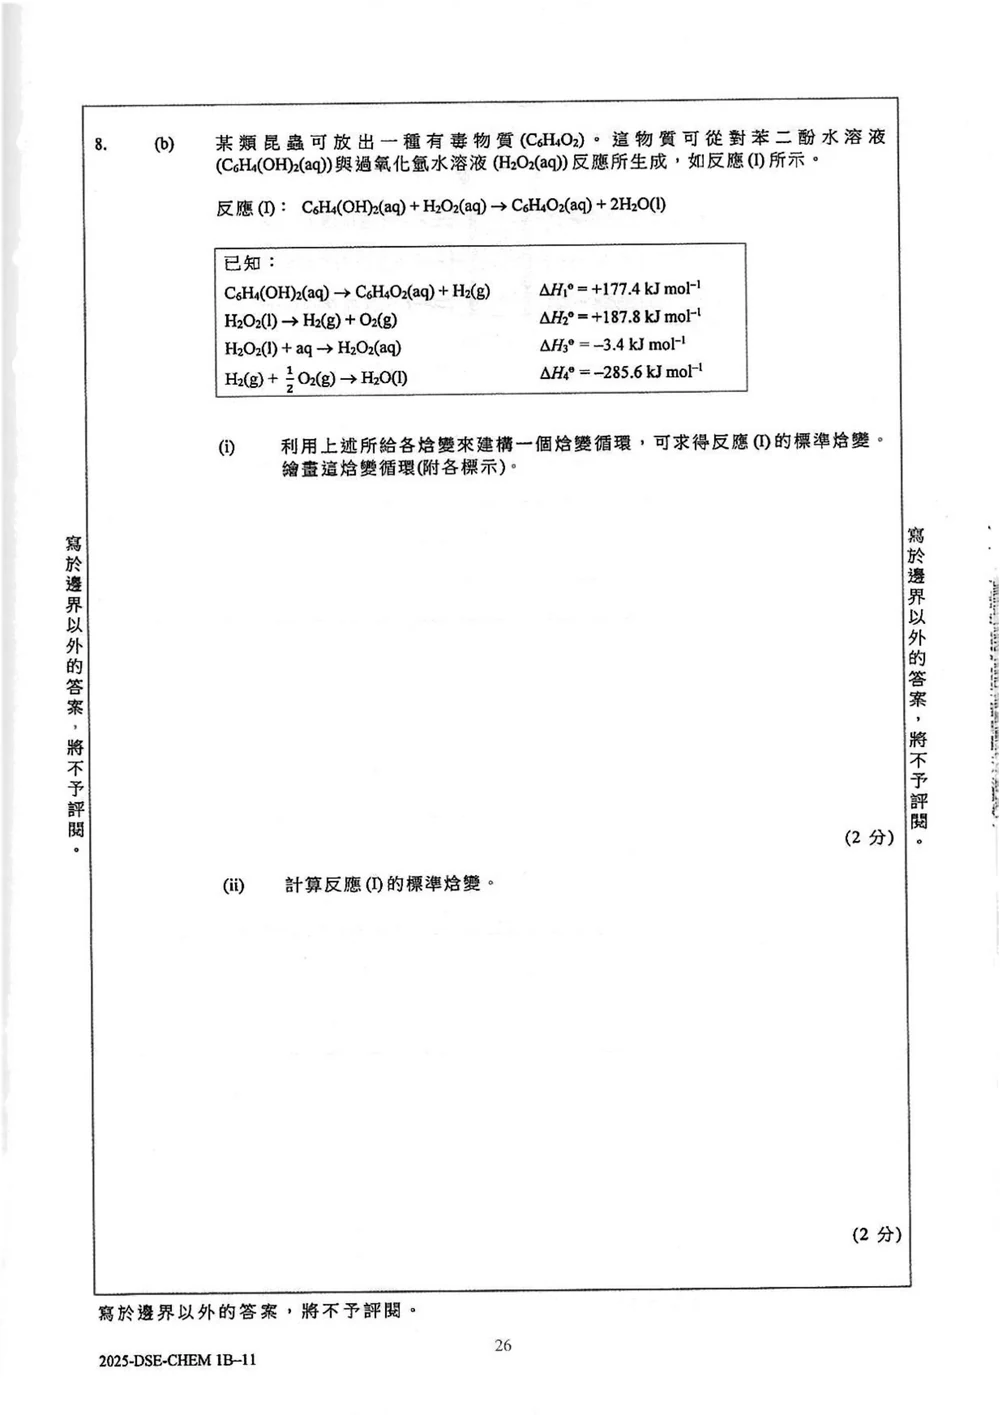 8. (b) 某類昆蟲可放出一種有毒物質 (C₆H₄O₂)。這物質可從對苯二酚水溶液
(C₆H₄(OH)₂(aq))與過氧化氫水溶液 (H₂O₂(aq)) 反應所生成，如反應 (I) 所示。
反應 (I)： C₆H₄(OH)₂(aq) + H₂O₂(aq) → C₆H₄O₂(aq) + 2H₂O(l)
已知：
C₆H₄(OH)₂(aq) → C₆H₄O₂(aq) + H₂(g) ΔH₁° = +177.4 kJ mol⁻¹
H₂O₂(l) → H₂(g) + O₂(g) ΔH₂° = +187.8 kJ mol⁻¹
H₂O₂(l) + aq → H₂O₂(aq) ΔH₃° = –3.4 kJ mol⁻¹
H₂(g) + ½ O₂(g) → H₂O(l) ΔH₄° = –285.6 kJ mol⁻¹
(i) 利用上述所給各焓變來建構一個焓變循環，可求得反應 (I) 的標準焓變。
繪畫這焓變循環(附各標示)。
(2 分)
(ii) 計算反應 (I) 的標準焓變。
(2 分)
寫於邊界以外的答案，將不予評閱。
寫於邊界以外的答案，將不予評閱。
寫於邊界以外的答案，將不予評閱。
26
2025-DSE-CHEM 1B–11